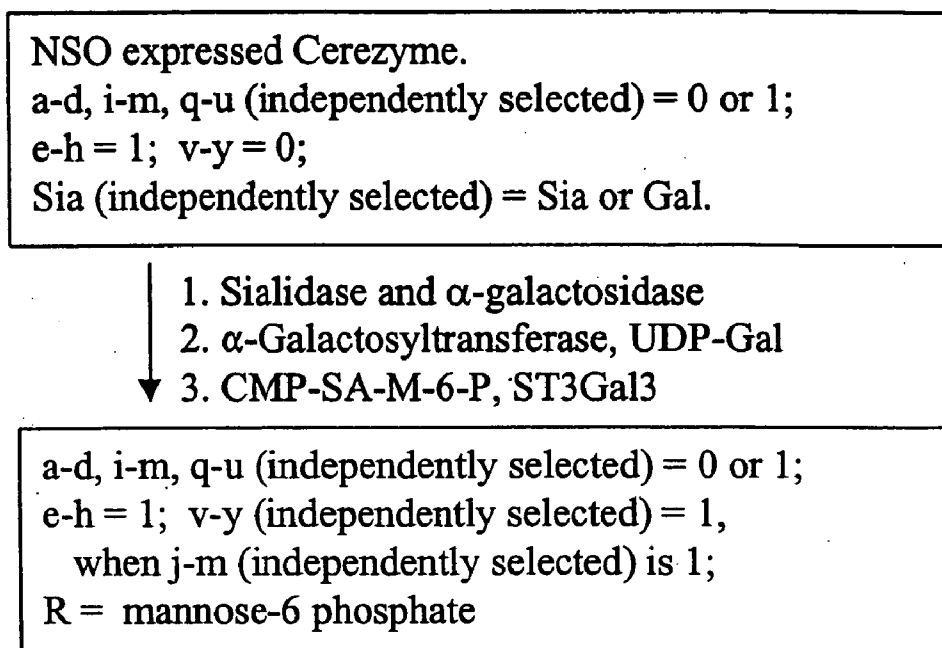 NSO expressed Cerezyme.
a-d, i-m, q-u (independently selected) = 0 or 1;
e-h = 1; v-y = 0;
Sia (independently selected) = Sia or Gal.
1. Sialidase and α-galactosidase
2. α-Galactosyltransferase, UDP-Gal
3. CMP-SA-M-6-P, ST3Gal3
a-d, i-m, q-u (independently selected) = 0 or 1;
e-h = 1; v-y (independently selected) = 1,
when j-m (independently selected) is 1;
R = mannose-6 phosphate